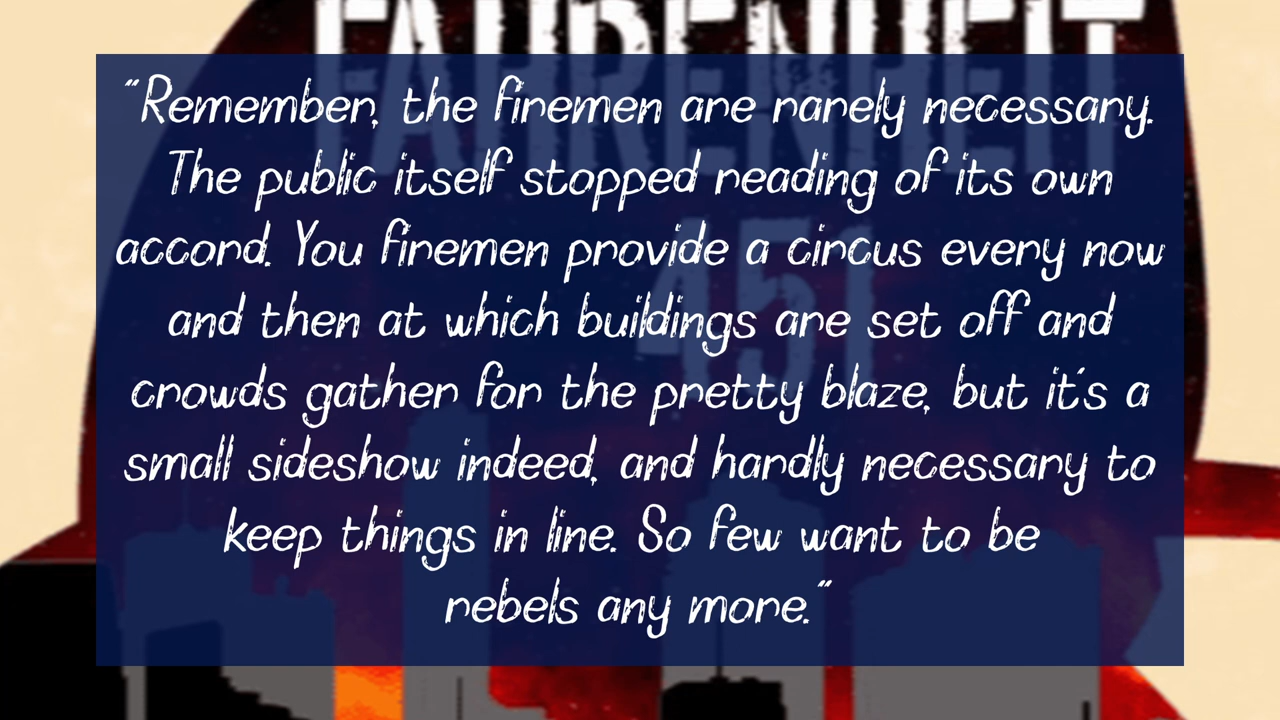 FAHRENHEIT
451
“Remember, the firemen are rarely necessary.
The public itself stopped reading of its own
accord. You firemen provide a circus every now
and then at which buildings are set off and
crowds gather for the pretty blaze, but it's a
small sideshow indeed, and hardly necessary to
keep things in line. So few want to be
rebels any more.”